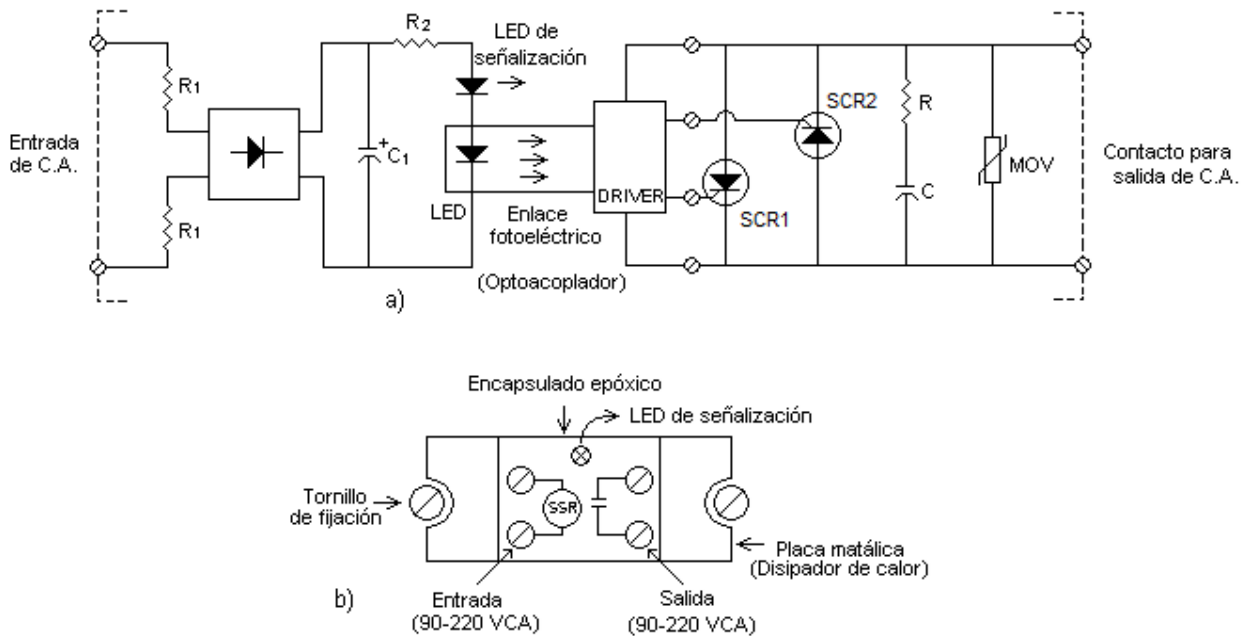 R2
LED de
señalización
R1
SCR2
R
+
C1
Entrada
de C.A.
Contacto para
salida de C.A.
MOV
DRIVER
C
R1
LED
Enlace
fotoeléctrico
SCR1
(Optoacoplador)
a)
Encapsulado epóxico
LED de señalización
Tornillo
de fijación
SSR
Placa matálica
(Disipador de calor)
b)
Entrada
(90-220 VCA)
Salida
(90-220 VCA)